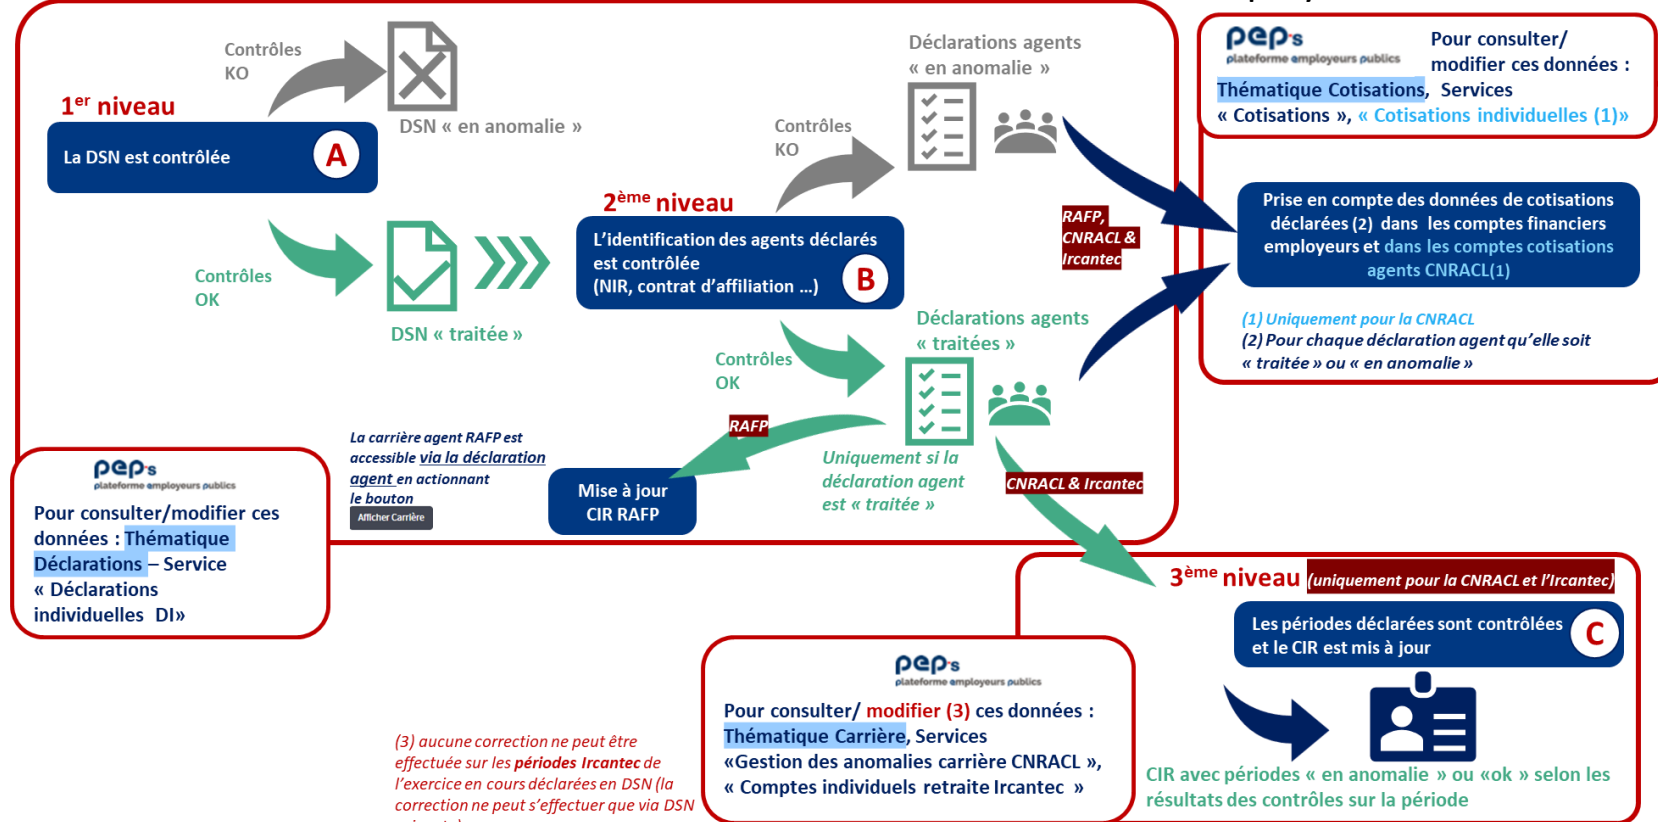 1er niveau
La DSN est contrôlée
A
Contrôles
KO
DSN « en anomalie »
Contrôles
OK
DSN « traitée »
2ème niveau
L’identification des agents déclarés
est contrôlée
(NIR, contrat d’affiliation …)
B
Contrôles
KO
Déclarations agents
« en anomalie »
Contrôles
OK
Déclarations agents
« traitées »
RAFP,
CNRACL &
Ircantec
RAFP
Uniquement si la
déclaration agent
est « traitée »
CNRACL & Ircantec
Mise à jour
CIR RAFP
La carrière agent RAFP est
accessible via la déclaration
agent en actionnant
le bouton
Afficher Carrière
pep's
plateforme employeurs publics
Pour consulter/modifier ces
données : Thématique
Déclarations – Service
« Déclarations
individuelles DI»
pep's
plateforme employeurs publics
Pour consulter/
modifier ces données :
Thématique Cotisations, Services
« Cotisations », « Cotisations individuelles (1)»
Prise en compte des données de cotisations
déclarées (2) dans les comptes financiers
employeurs et dans les comptes cotisations
agents CNRACL(1)
(1) Uniquement pour la CNRACL
(2) Pour chaque déclaration agent qu’elle soit
« traitée » ou « en anomalie »
3ème niveau (uniquement pour la CNRACL et l’Ircantec)
Les périodes déclarées sont contrôlées
et le CIR est mis à jour
C
CIR avec périodes « en anomalie » ou «ok » selon les
résultats des contrôles sur la période
pep's
plateforme employeurs publics
Pour consulter/ modifier (3) ces données :
Thématique Carrière, Services
«Gestion des anomalies carrière CNRACL »,
« Comptes individuels retraite Ircantec »
(3) aucune correction ne peut être
effectuée sur les périodes Ircantec de
l’exercice en cours déclarées en DSN (la
correction ne peut s’effectuer que via DSN